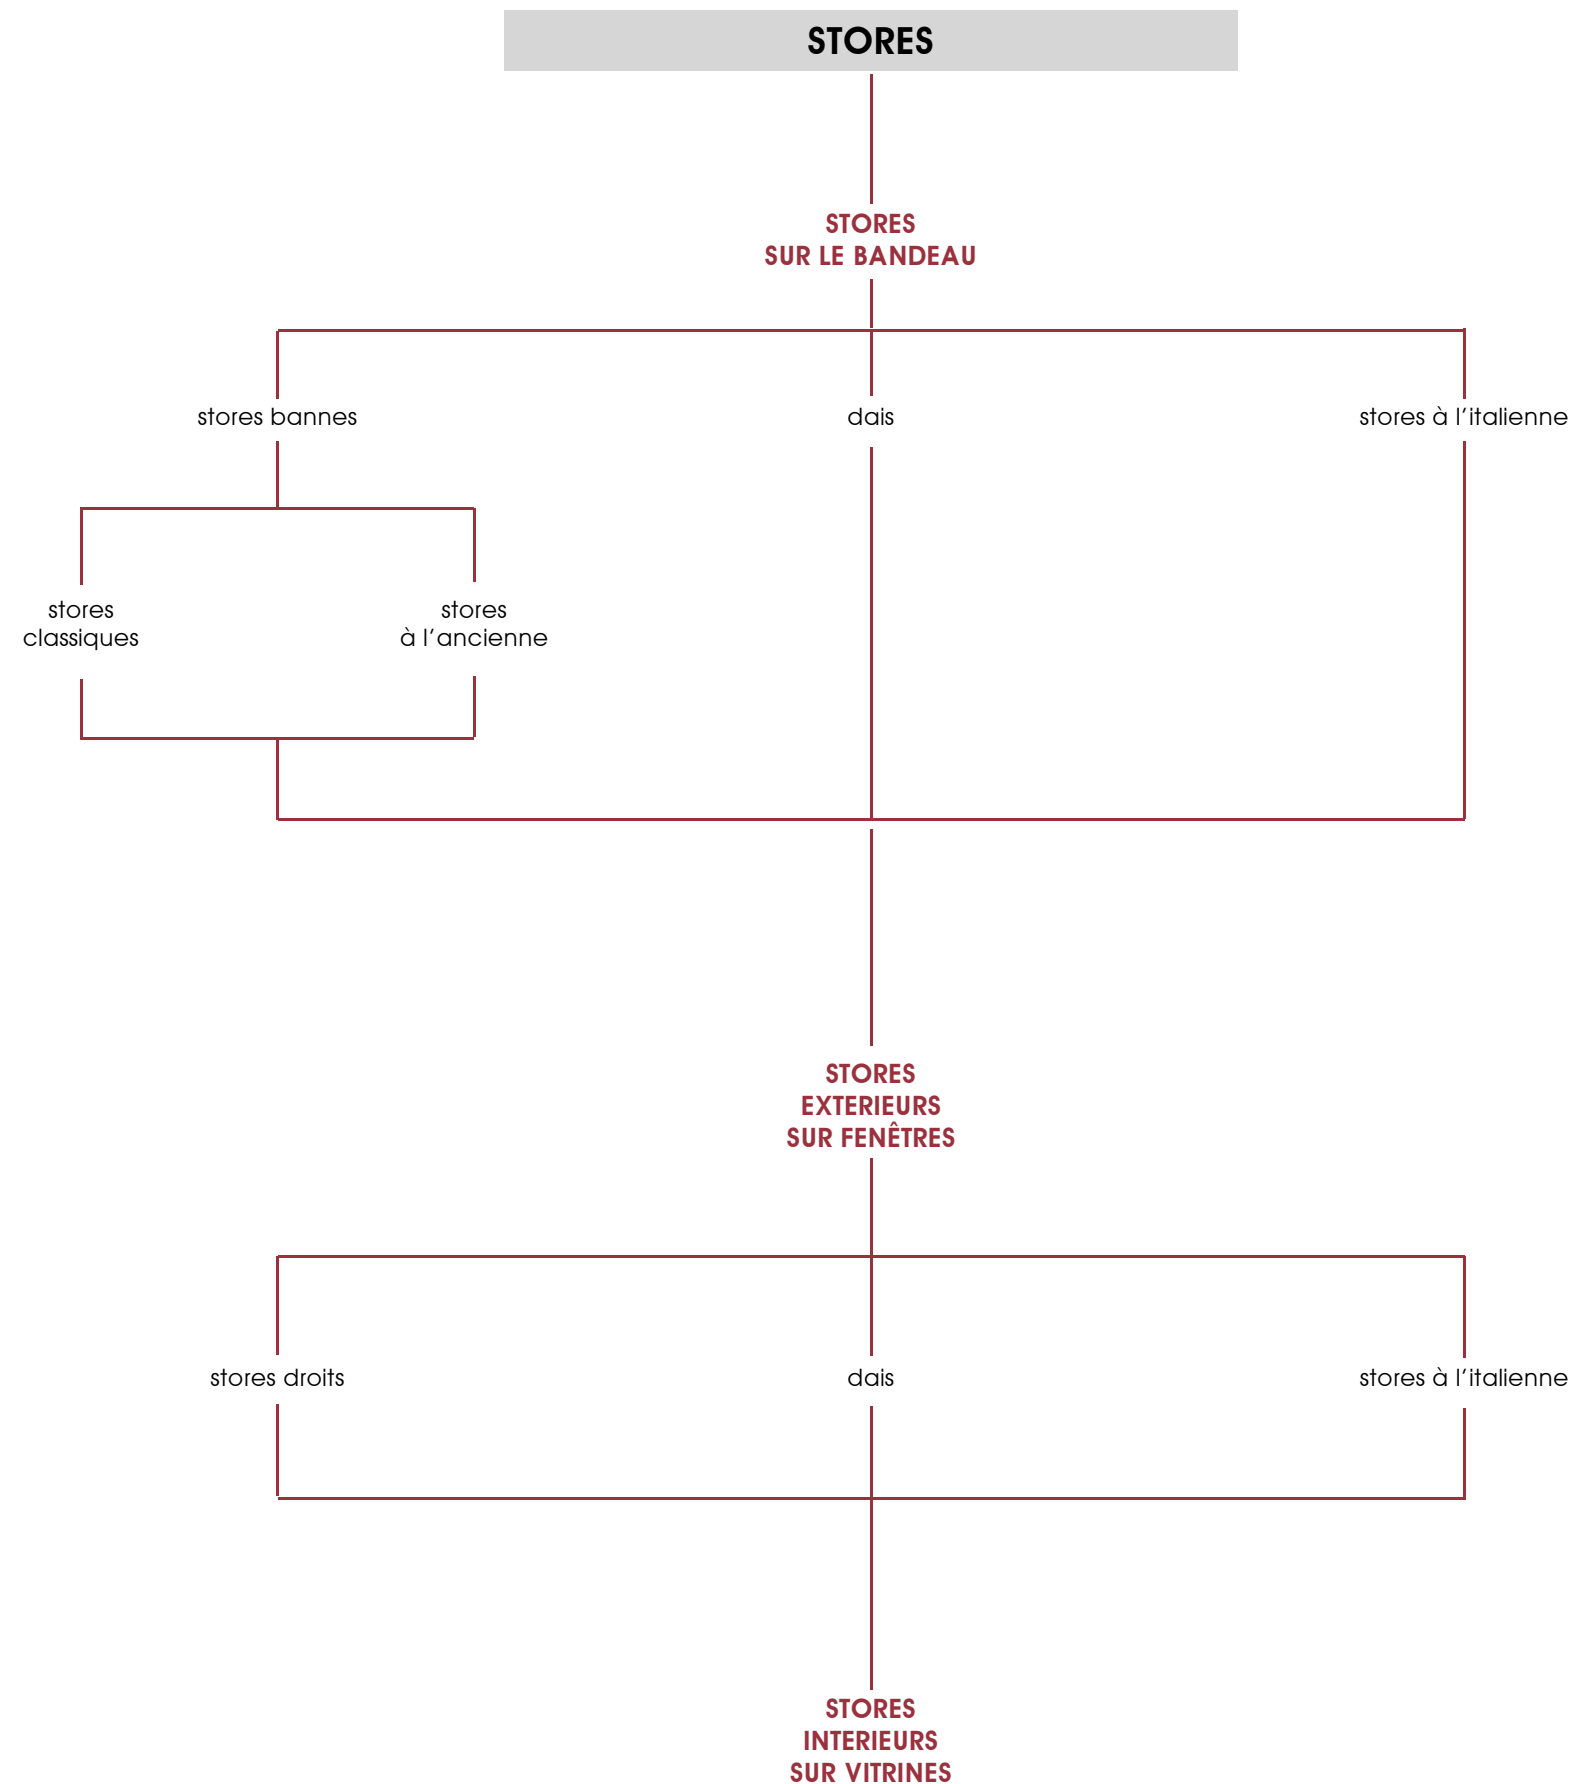 STORES
STORES
SUR LE BANDEAU
stores bannes
dais
stores à l’italienne
stores
classiques
stores
à l’ancienne
STORES
EXTERIEURS
SUR FENÊTRES
stores droits
dais
stores à l’italienne
STORES
INTERIEURS
SUR VITRINES